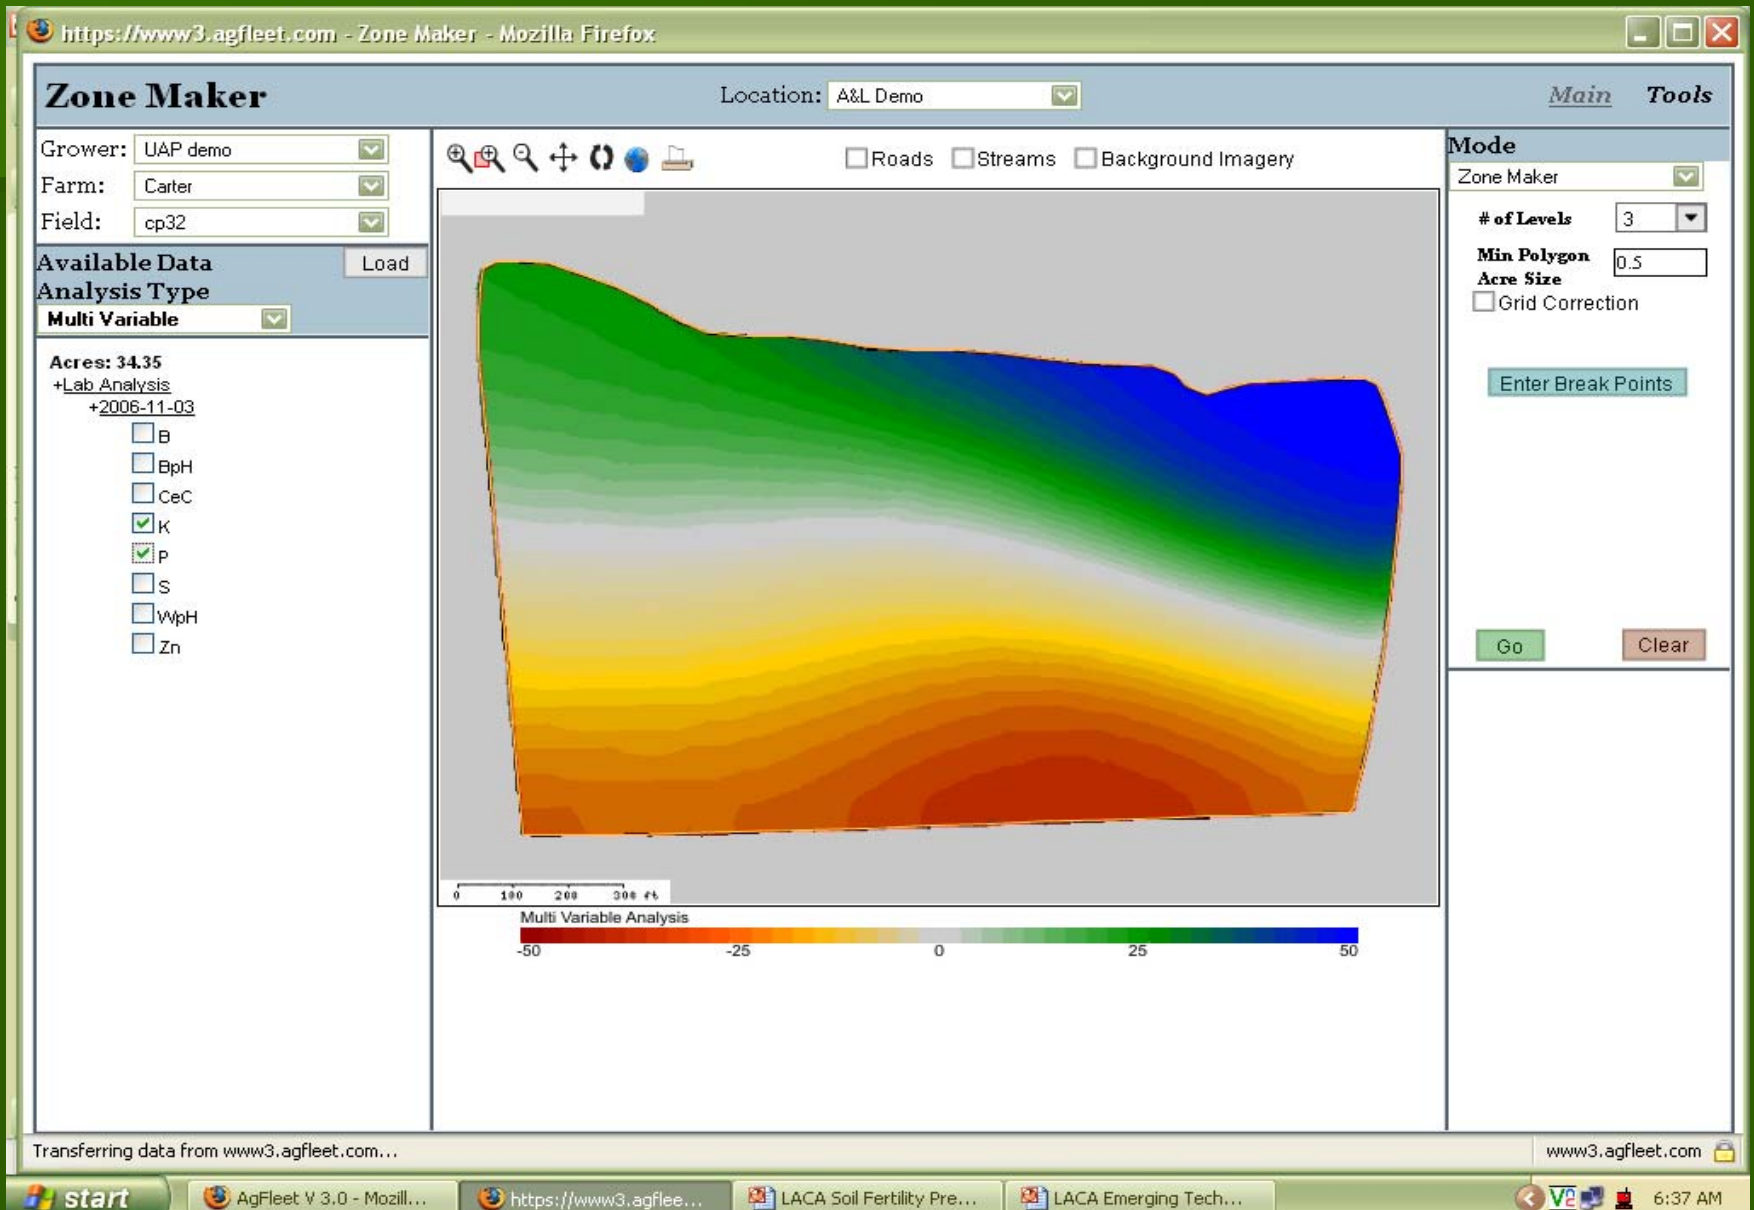 https://www3.agfleet.com - Zone Maker - Mozilla Firefox
Zone Maker
Location: A&L Demo
Main Tools
Grower: UAP demo
Farm: Carter
Field: cp32
Available Data
Load
Analysis Type
Multi Variable
Acres: 34.35
+Lab Analysis
+2006-11-03
B
BpH
CeC
K
P
S
WpH
Zn
Roads Streams Background Imagery
0 100 200 300 ft
Multi Variable Analysis
-50 -25 0 25 50
Mode
Zone Maker
# of Levels 3
Min Polygon
Acre Size 0.5
Grid Correction
Enter Break Points
Go Clear
Transferring data from www3.agfleet.com...
www3.agfleet.com
start
AgFleet V 3.0 - Mozill...
https://www3.agflee...
LACA Soil Fertility Pre...
LACA Emerging Tech...
6:37 AM